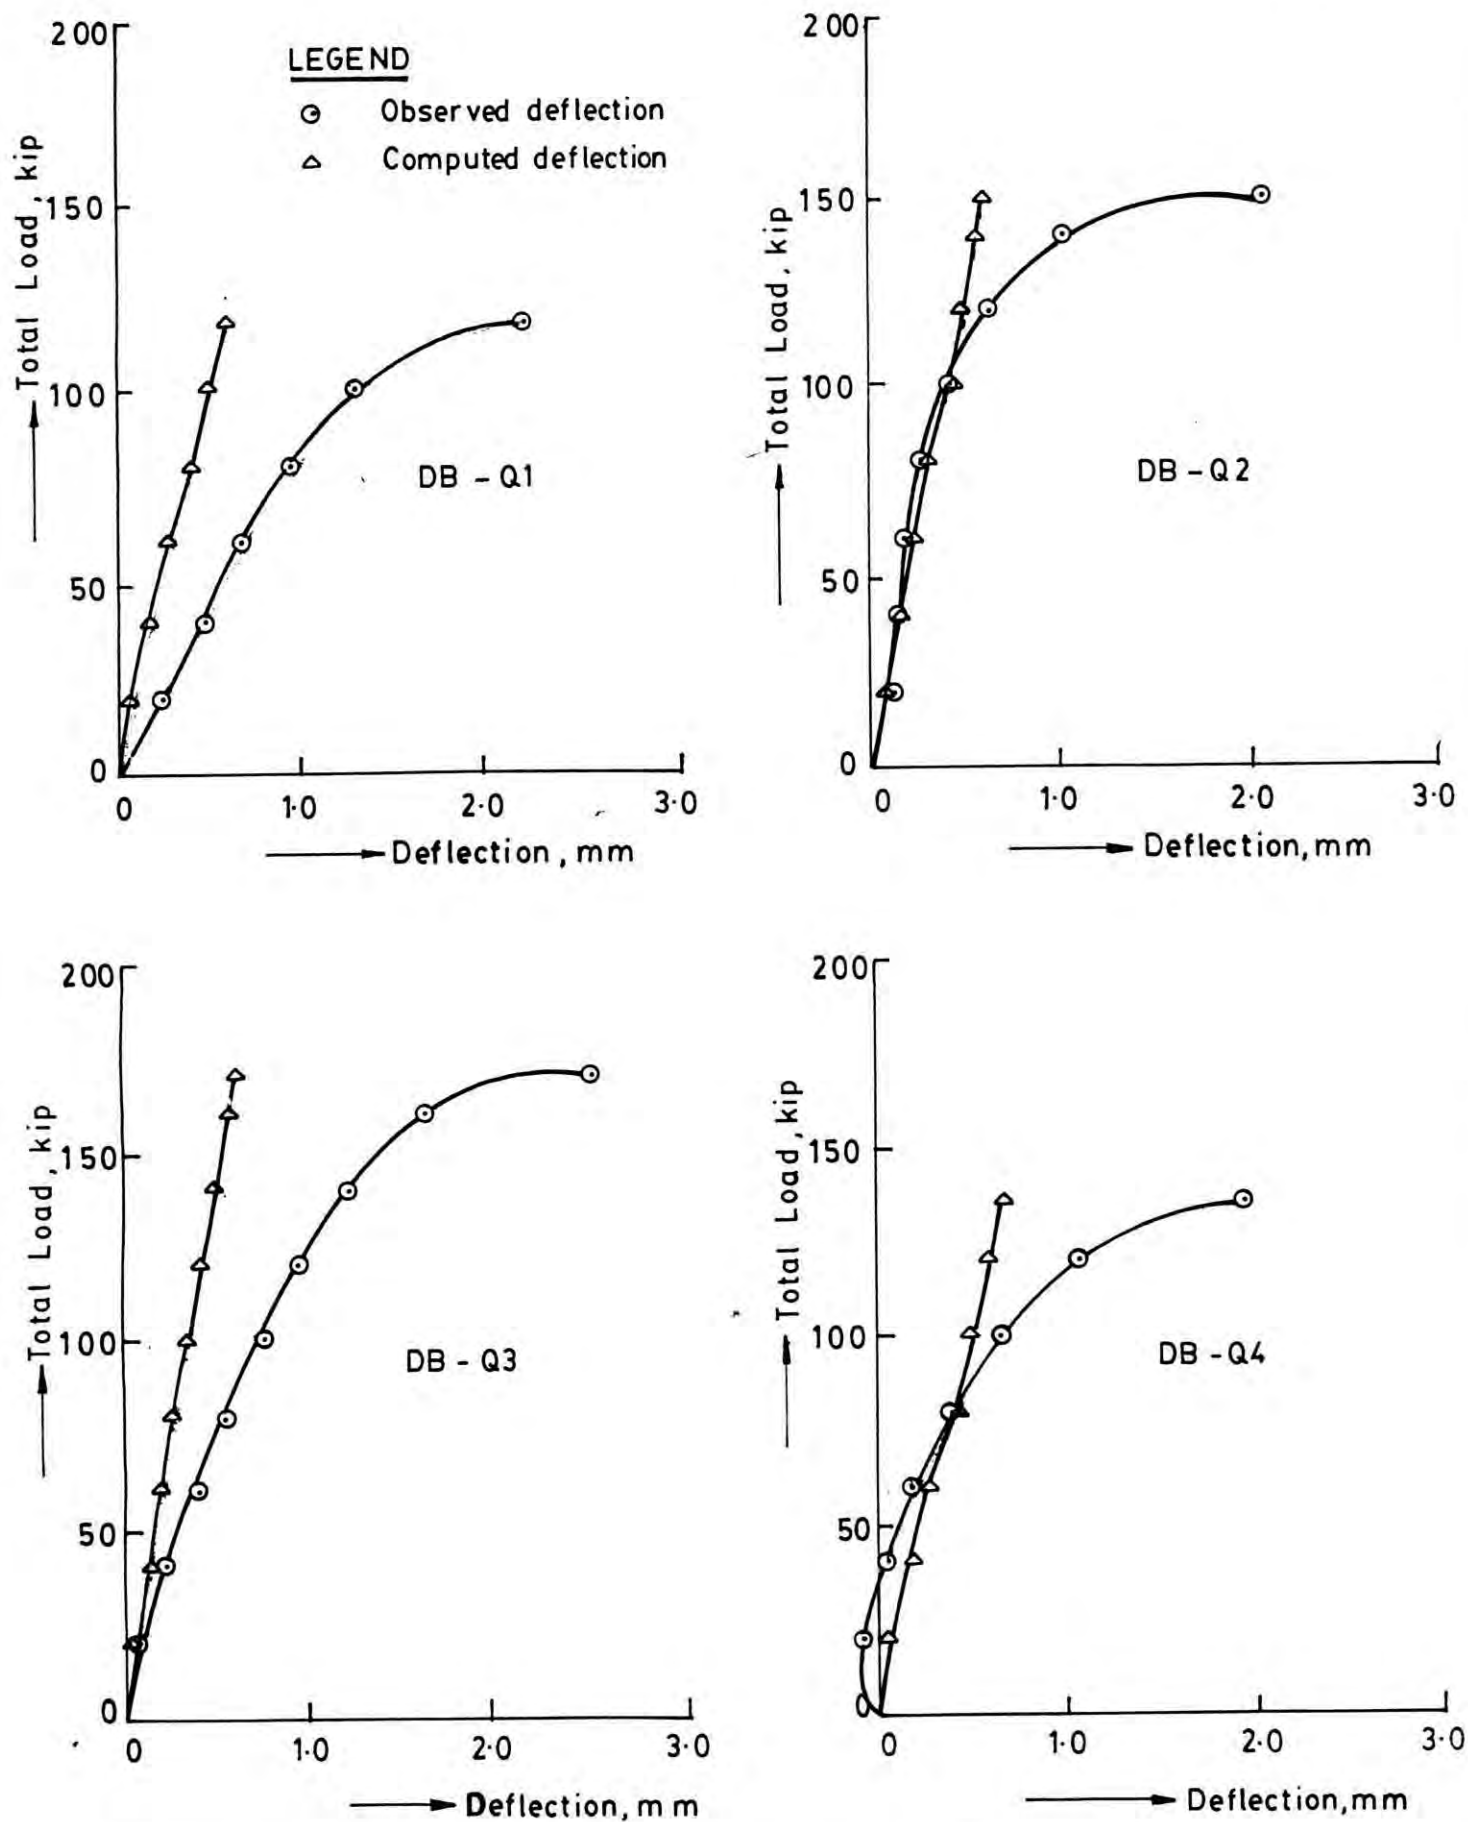 LEGEND
Observed deflection
Computed deflection
Total Load, kip
200
150
100
50
0
0 1·0 2·0 3·0
Deflection, mm
DB - Q1
Total Load, kip
200
150
100
50
0
0 1·0 2·0 3·0
Deflection, mm
DB - Q2
Total Load, kip
200
150
100
50
0
0 1·0 2·0 3·0
Deflection, mm
DB - Q3
Total Load, kip
200
150
100
50
0
0 1·0 2·0 3·0
Deflection, mm
DB - Q4